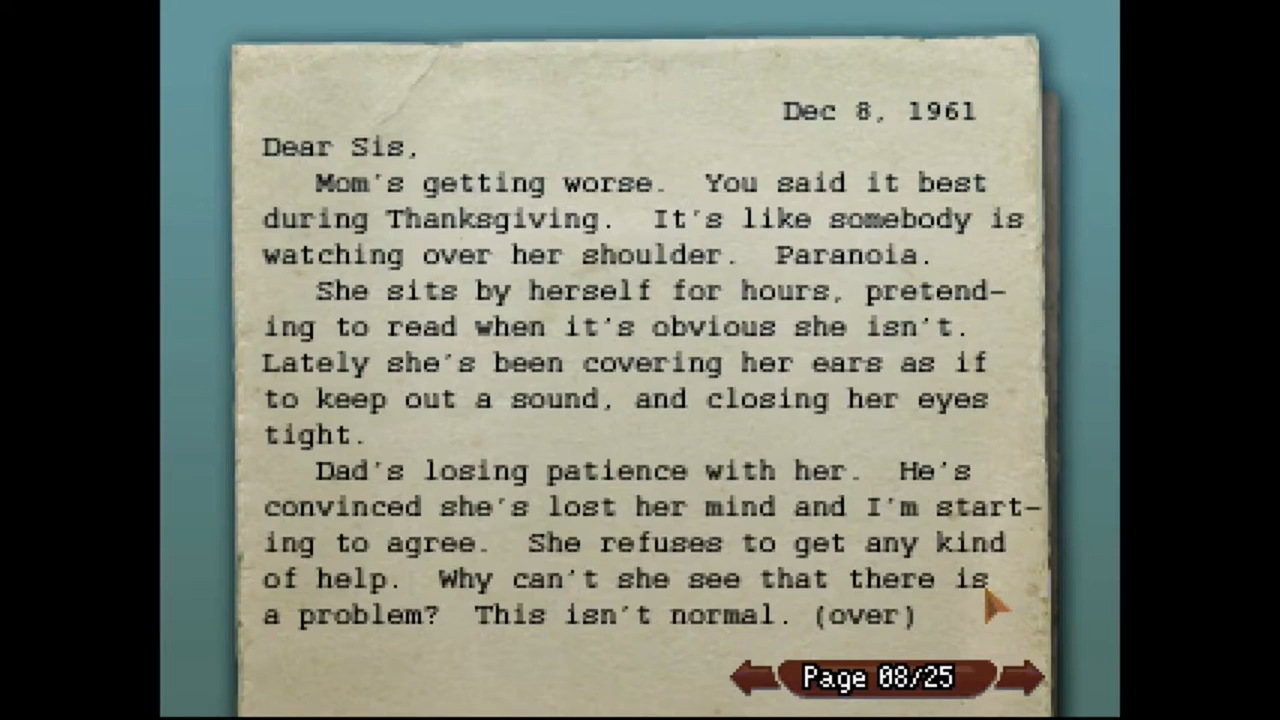 Dec 8, 1961
Dear Sis,
Mom's getting worse. You said it best
during Thanksgiving. It's like somebody is
watching over her shoulder. Paranoia.
She sits by herself for hours, pretend-
ing to read when it's obvious she isn't.
Lately she's been covering her ears as if
to keep out a sound, and closing her eyes
tight.
Dad's losing patience with her. He's
convinced she's lost her mind and I'm start-
ing to agree. She refuses to get any kind
of help. Why can't she see that there is
a problem? This isn't normal. (over)
Page 08/25